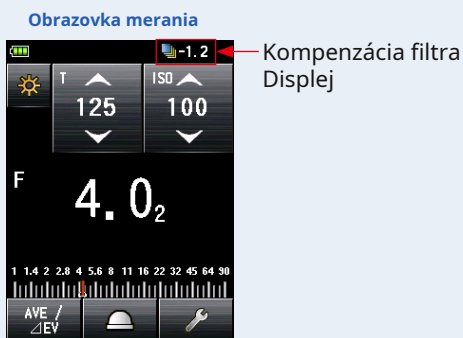 Obrazovka merania
-1.2
Kompenzácia filtra
Displej
T ISO
125 100
F 4.02
1 1.4 2 2.8 4 5.6 8 11 16 22 32 45 64 90
AVE /
⊿EV